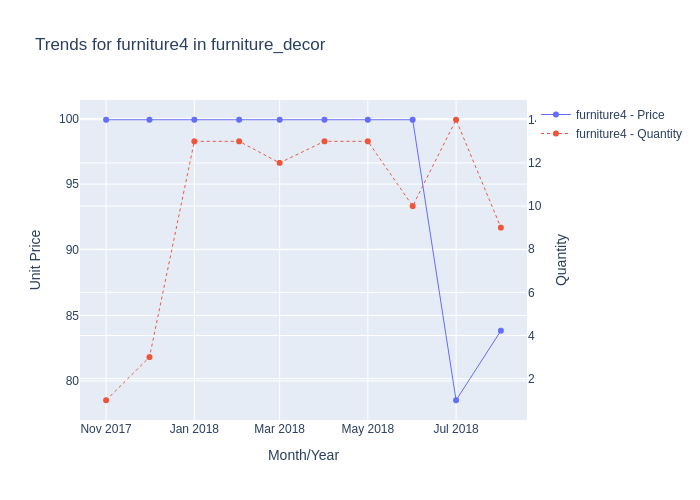 Trends for furniture4 in furniture_decor
furniture4 - Price
furniture4 - Quantity
100
95
90
85
80
Unit Price
12
10
8
6
4
2
Quantity
Nov 2017 Jan 2018 Mar 2018 May 2018 Jul 2018
Month/Year